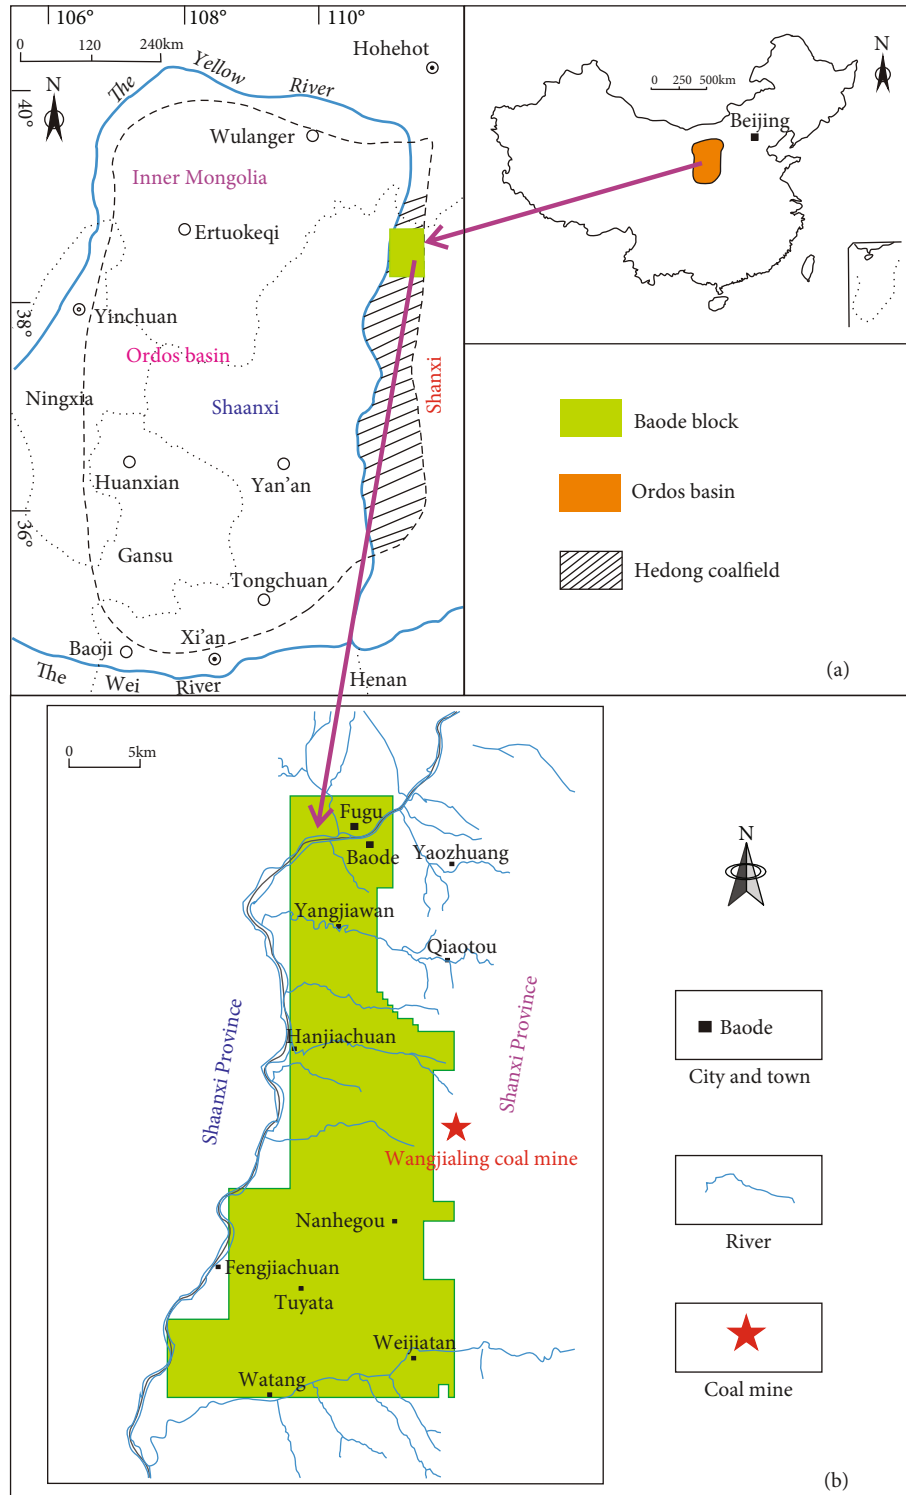 106°
108°
110°
0
120
240km
Hohehot
The
Yellow
River
N
40°
Wulanger
Inner Mongolia
Ertuokeqi
38°
Yinchuan
Ordos basin
Ningxia
Shaanxi
Shanxi
Huanxian
Yan'an
36°
Gansu
Tongchuan
Baoji
Xi'an
The
Wei
River
Henan
N
0
250
500km
Beijing
Baode block
Ordos basin
Hedong coalfield
(a)
0
5km
Fugu
Baode
Yaozhuang
Yangjiawan
Qiaotou
Hanjiachuan
Shaanxi Province
Shanxi Province
Wangjialing coal mine
Nanhegou
Fengjiachuan
Tuyata
Weijiatan
Watang
N
Baode
City and town
River
Coal mine
(b)